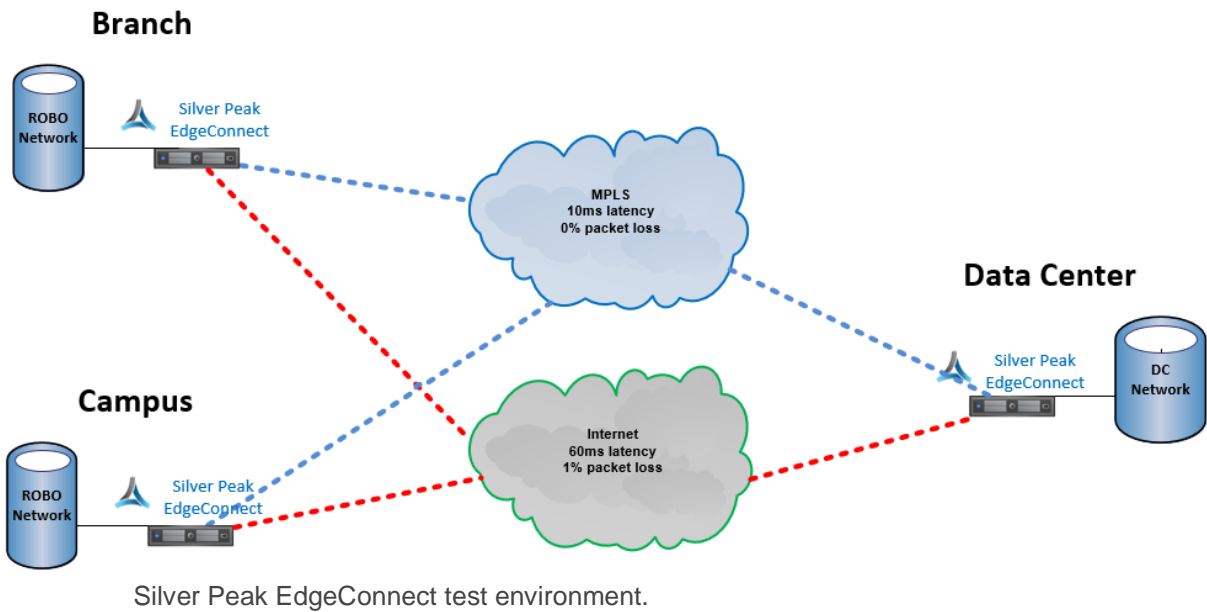 Branch
ROBO
Network
Silver Peak
EdgeConnect
MPLS
10ms latency
0% packet loss
Data Center
Silver Peak
EdgeConnect
DC
Network
Campus
ROBO
Network
Silver Peak
EdgeConnect
Internet
60ms latency
1% packet loss
Silver Peak EdgeConnect test environment.